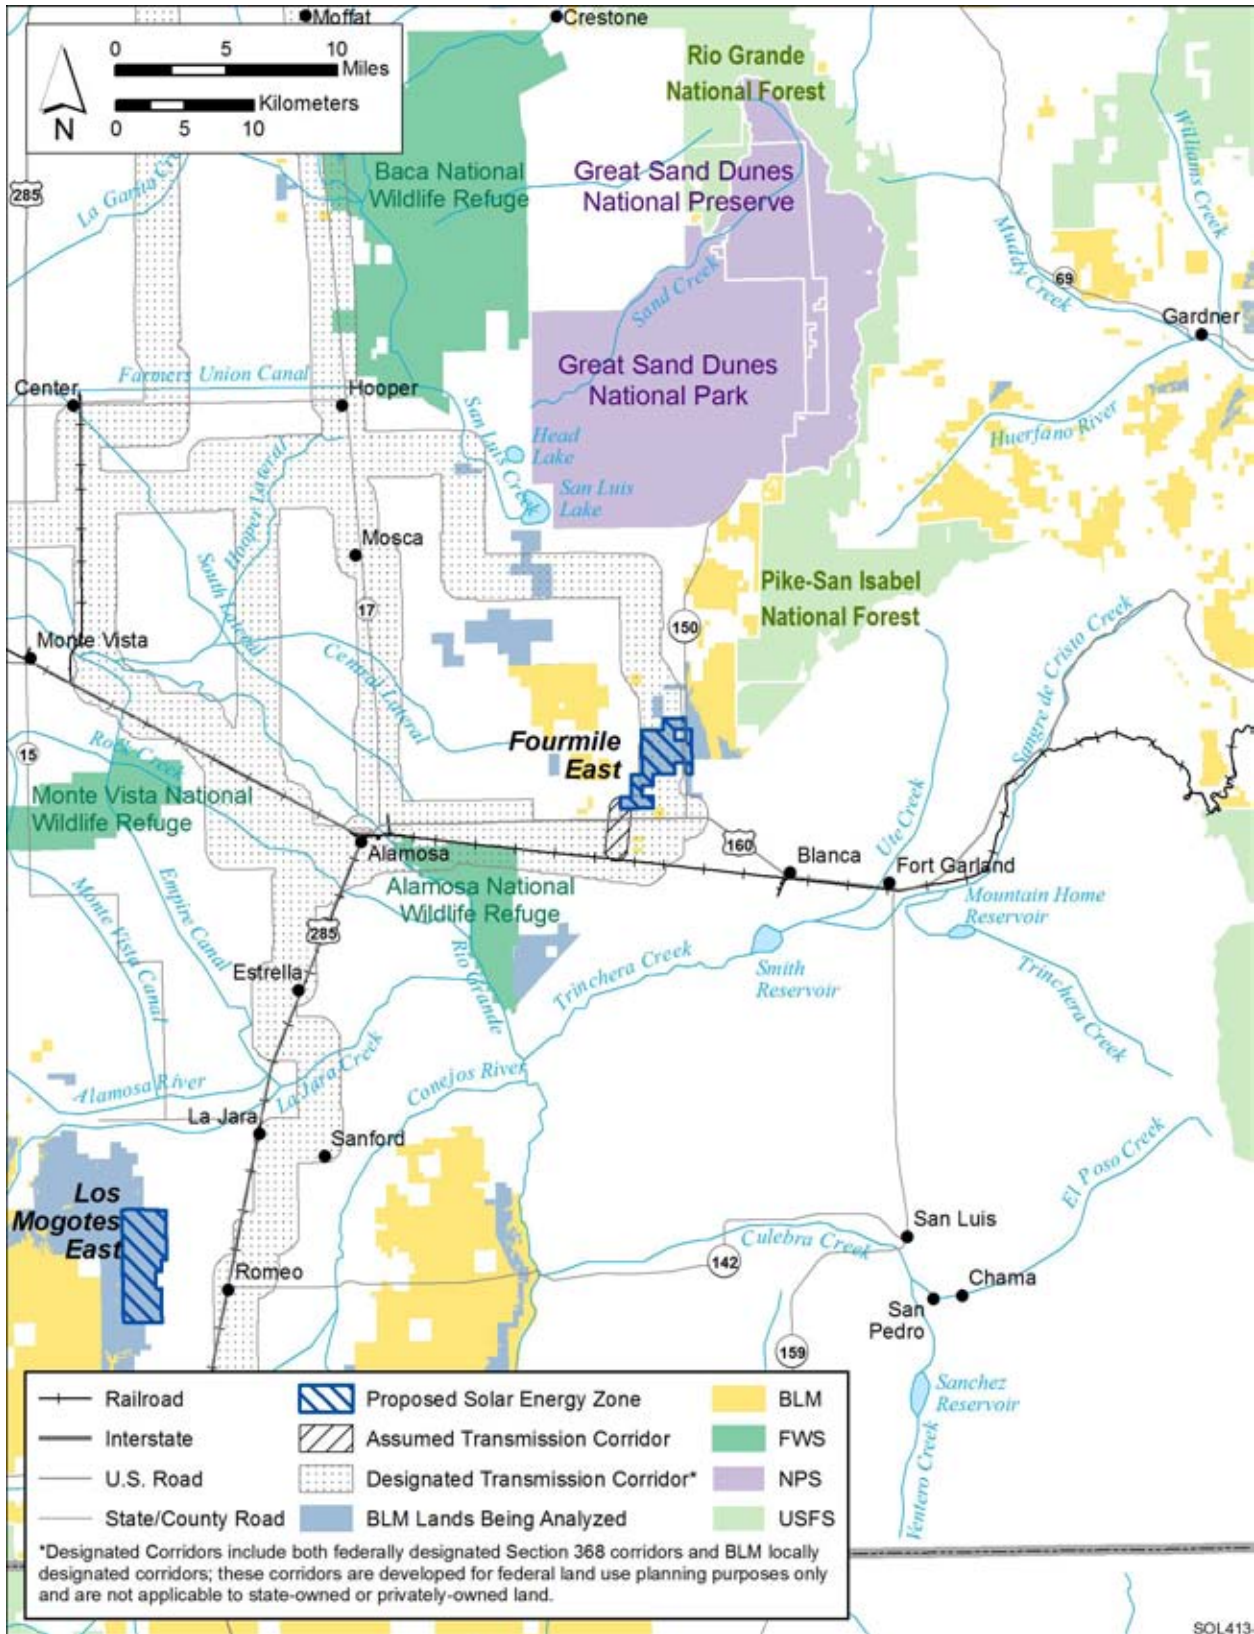 Moffat
Crestone
0 5 10
Miles
Kilometers
0 5 10
N
Rio Grande
National Forest
Williams Creek
La Garita Cre
285
Baca National
Wildlife Refuge
Great Sand Dunes
National Preserve
Muddy Creek
69
Sand Creek
Gardner
Great Sand Dunes
National Park
Farmers Union Canal
Center
Hooper
San Luis Creek
Huerfano River
Head
Lake
Hooper Lateral
San Luis
Lake
Mosca
South Lateral
Pike-San Isabel
National Forest
17
150
Monte Vista
Central Lateral
Sangre de Cristo Creek
Fourmile
East
Rock Creek
15
Monte Vista National
Wildlife Refuge
Ute Creek
160
Alamosa
Blanca
Fort Garland
Alamosa National
Wildlife Refuge
Mountain Home
Reservoir
Empire Canal
Monte Vista Canal
285
Rio Grande
Trinchera Creek
Smith
Reservoir
Trinchera Creek
Estrella
Alamosa River
La Jara Creek
Conejos River
La Jara
Sanford
El Poso Creek
Los
Mogotes
East
San Luis
Culebra Creek
142
Romeo
Chama
San
Pedro
159
Sanchez
Reservoir
Ventero Creek
Railroad
Interstate
U.S. Road
State/County Road
Proposed Solar Energy Zone
Assumed Transmission Corridor
Designated Transmission Corridor*
BLM Lands Being Analyzed
BLM
FWS
NPS
USFS
*Designated Corridors include both federally designated Section 368 corridors and BLM locally
designated corridors; these corridors are developed for federal land use planning purposes only
and are not applicable to state-owned or privately-owned land.
SOL413